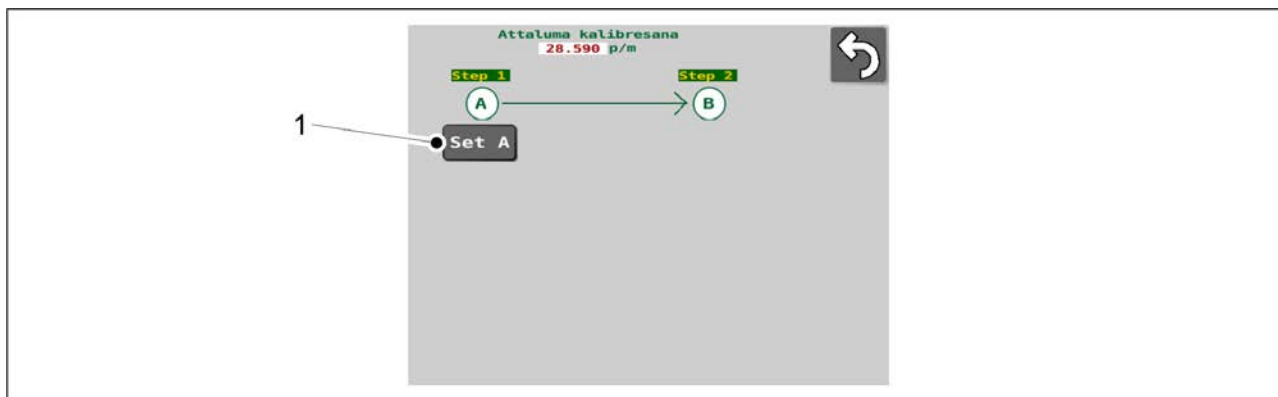 Attaluma kalibresana
28.590 p/m
Step 1 Step 2
A B
1
Set A